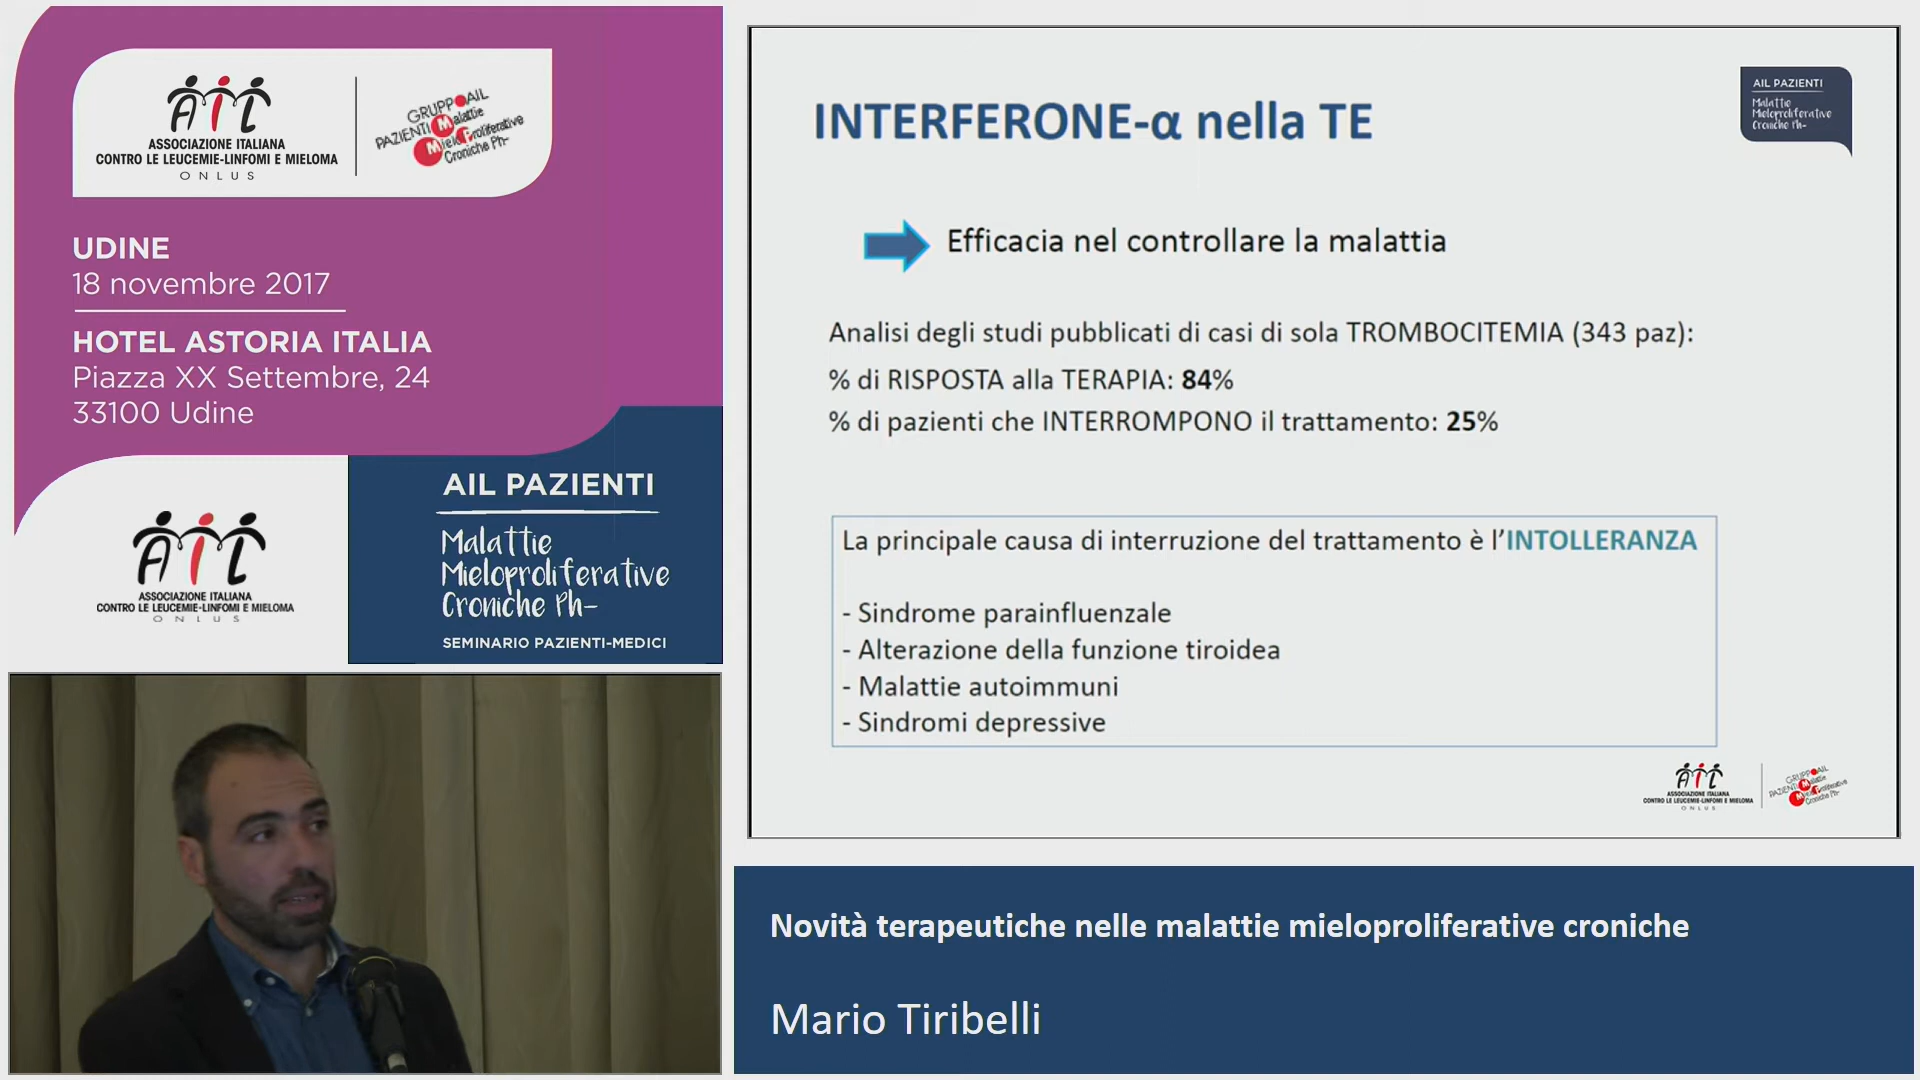 AIL
ASSOCIAZIONE ITALIANA
CONTRO LE LEUCEMIE-LINFOMI E MIELOMA
ONLUS
GRUPPO AIL
PAZIENTI Malattie
Mieloproliferative
Croniche Ph-
UDINE
18 novembre 2017
HOTEL ASTORIA ITALIA
Piazza XX Settembre, 24
33100 Udine
AIL
ASSOCIAZIONE ITALIANA
CONTRO LE LEUCEMIE-LINFOMI E MIELOMA
ONLUS
AIL PAZIENTI
Malattie
Mieloproliferative
Croniche Ph-
SEMINARIO PAZIENTI-MEDICI
INTERFERONE-α nella TE
AIL PAZIENTI
Malattie
Mieloproliferative
Croniche Ph-
Efficacia nel controllare la malattia
Analisi degli studi pubblicati di casi di sola TROMBOCITEMIA (343 paz):
% di RISPOSTA alla TERAPIA: 84%
% di pazienti che INTERROMPONO il trattamento: 25%
La principale causa di interruzione del trattamento è l’INTOLLERANZA
- Sindrome parainfluenzale
- Alterazione della funzione tiroidea
- Malattie autoimmuni
- Sindromi depressive
AIL
ASSOCIAZIONE ITALIANA
CONTRO LE LEUCEMIE-LINFOMI E MIELOMA
ONLUS
GRUPPO AIL
PAZIENTI Malattie
Mieloproliferative
Croniche Ph-
Novità terapeutiche nelle malattie mieloproliferative croniche
Mario Tiribelli